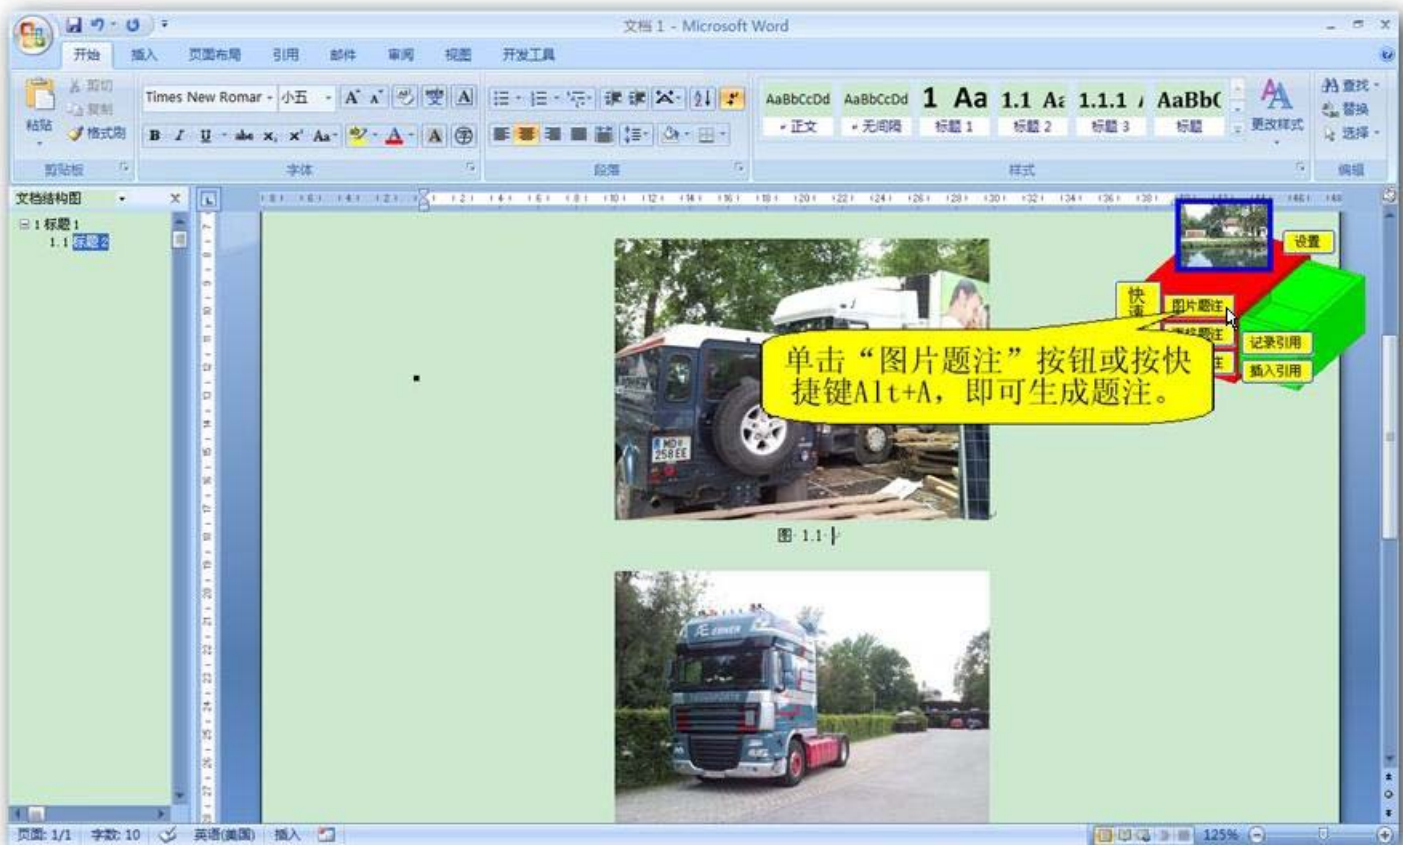 文档 1 - Microsoft Word
开始 插入 页面布局 引用 邮件 审阅 视图 开发工具
粘贴
剪切
复制
格式刷
剪贴板
Times New Romar 小五
B I U abc x, x' Aa
字体
段落
AaBbCcDd AaBbCcDd 1 Aa 1.1 Aa 1.1.1 AaBb(
正文 无间隔 标题 1 标题 2 标题 3 标题
更改样式
样式
查找
替换
选择
编辑
文档结构图
1 标题 1
1.1 标题 2
设置
快
速
图片题注
记录引用
插入引用
单击“图片题注”按钮或按快
捷键Alt+A，即可生成题注。
MD
258EE
图 1.1
EBNER
TRANSPORTE
页面: 1/1 字数: 10 英语(美国) 插入 125%